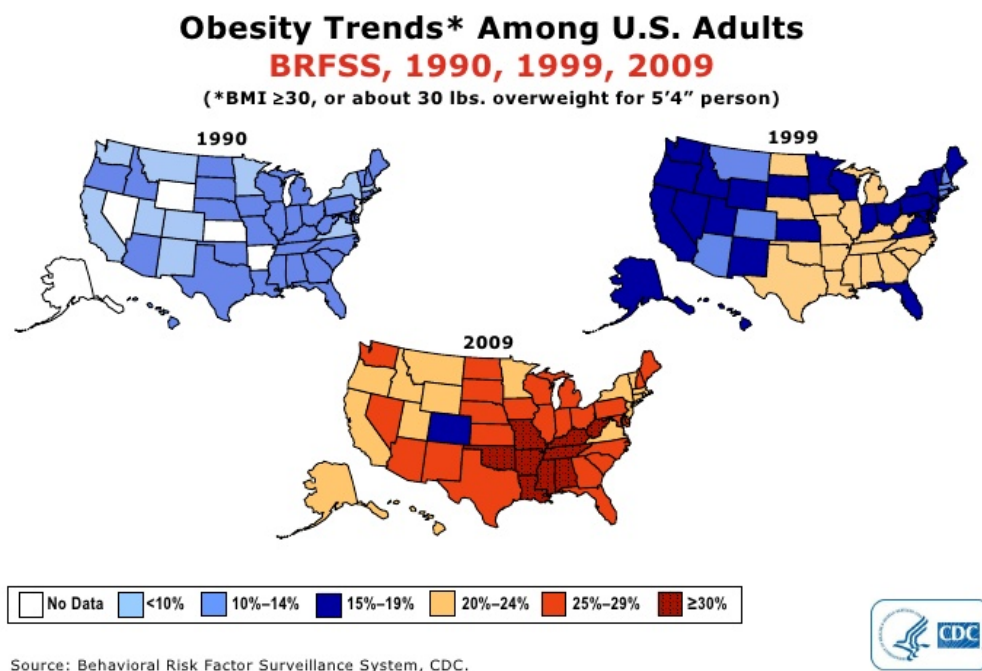 Obesity Trends* Among U.S. Adults
BRFSS, 1990, 1999, 2009
(*BMI ≥30, or about 30 lbs. overweight for 5’4” person)
1990
1999
2009
No Data <10% 10%–14% 15%–19% 20%–24% 25%–29% ≥30%
CDC
Source: Behavioral Risk Factor Surveillance System, CDC.